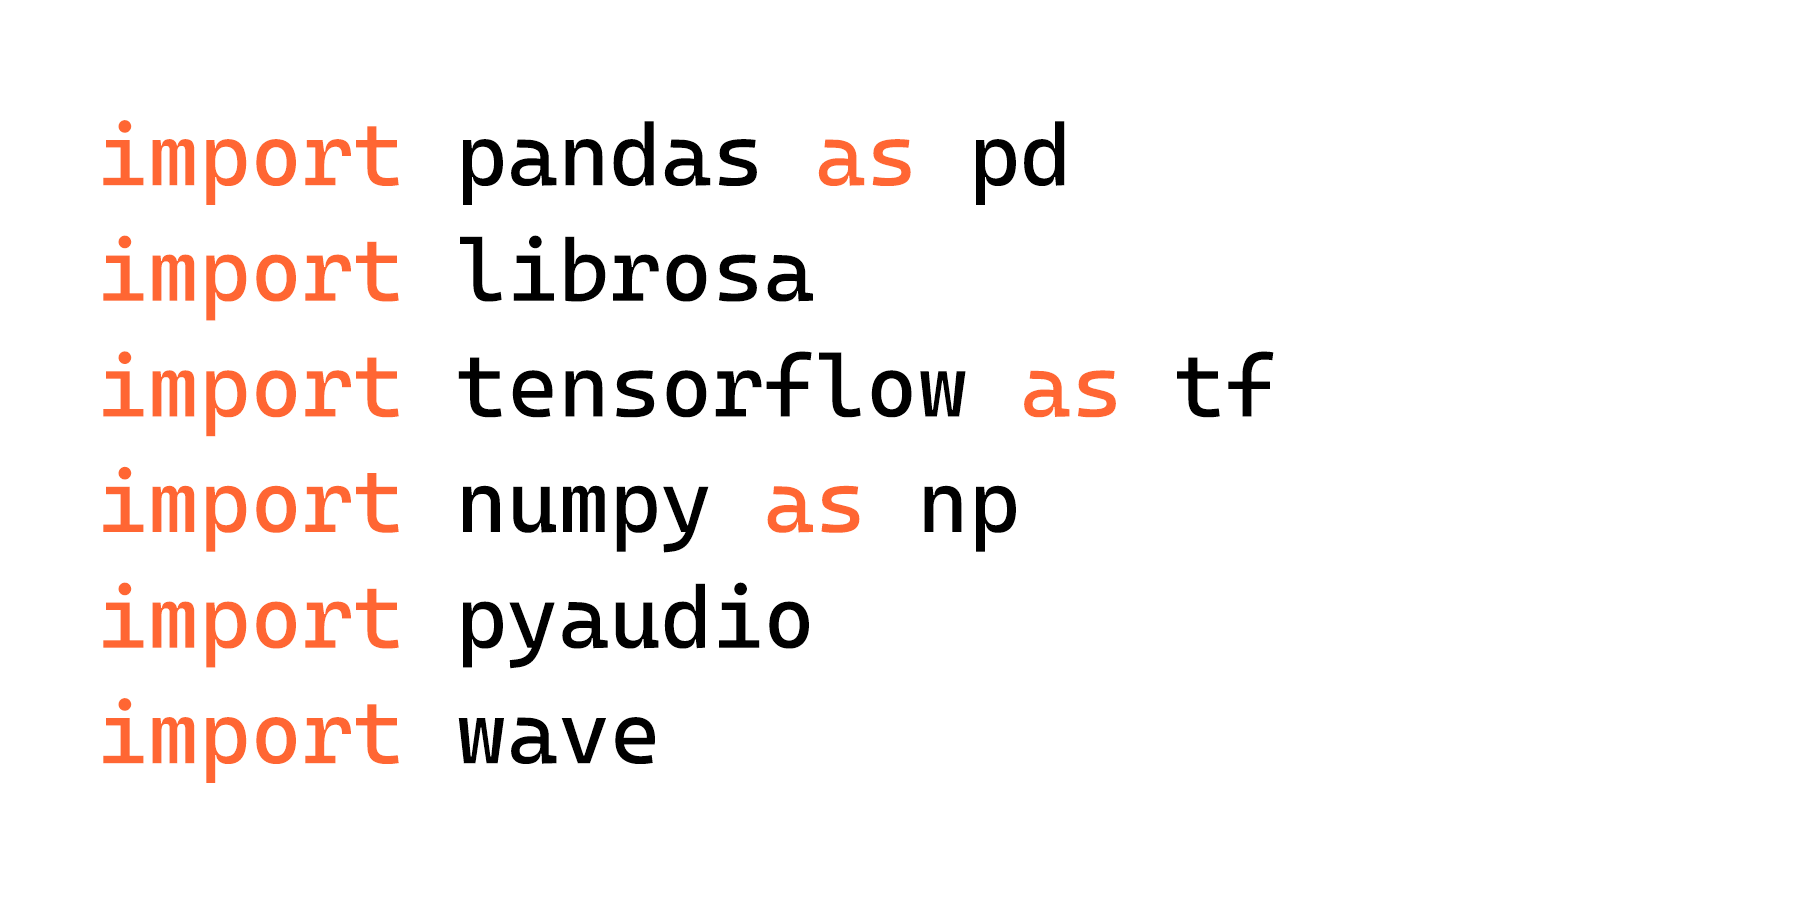 import pandas as pd
import librosa
import tensorflow as tf
import numpy as np
import pyaudio
import wave